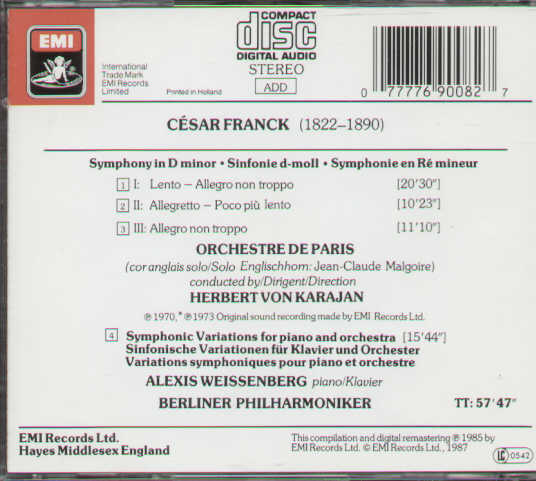 EMI
International
Trade Mark
EMI Records
Limited
Printed in Holland
COMPACT
disc
DIGITAL AUDIO
STEREO
ADD
0 77776 90082 7
CÉSAR FRANCK (1822–1890)
Symphony in D minor · Sinfonie d-moll · Symphonie en Ré mineur
1 I: Lento – Allegro non troppo [20'30"]
2 II: Allegretto – Poco più lento [10'23"]
3 III: Allegro non troppo [11'10"]
ORCHESTRE DE PARIS
(cor anglais solo/Solo Englischhorn: Jean-Claude Malgoire)
conducted by/Dirigent/Direction
HERBERT VON KARAJAN
℗ 1970, * ℗ 1973 Original sound recording made by EMI Records Ltd.
4 Symphonic Variations for piano and orchestra [15'44"]
Sinfonische Variationen für Klavier und Orchester
Variations symphoniques pour piano et orchestre
ALEXIS WEISSENBERG piano/Klavier
BERLINER PHILHARMONIKER TT: 57'47"
EMI Records Ltd.
Hayes Middlesex England
This compilation and digital remastering ℗ 1985 by
EMI Records Ltd. © EMI Records Ltd., 1987
LC 0542